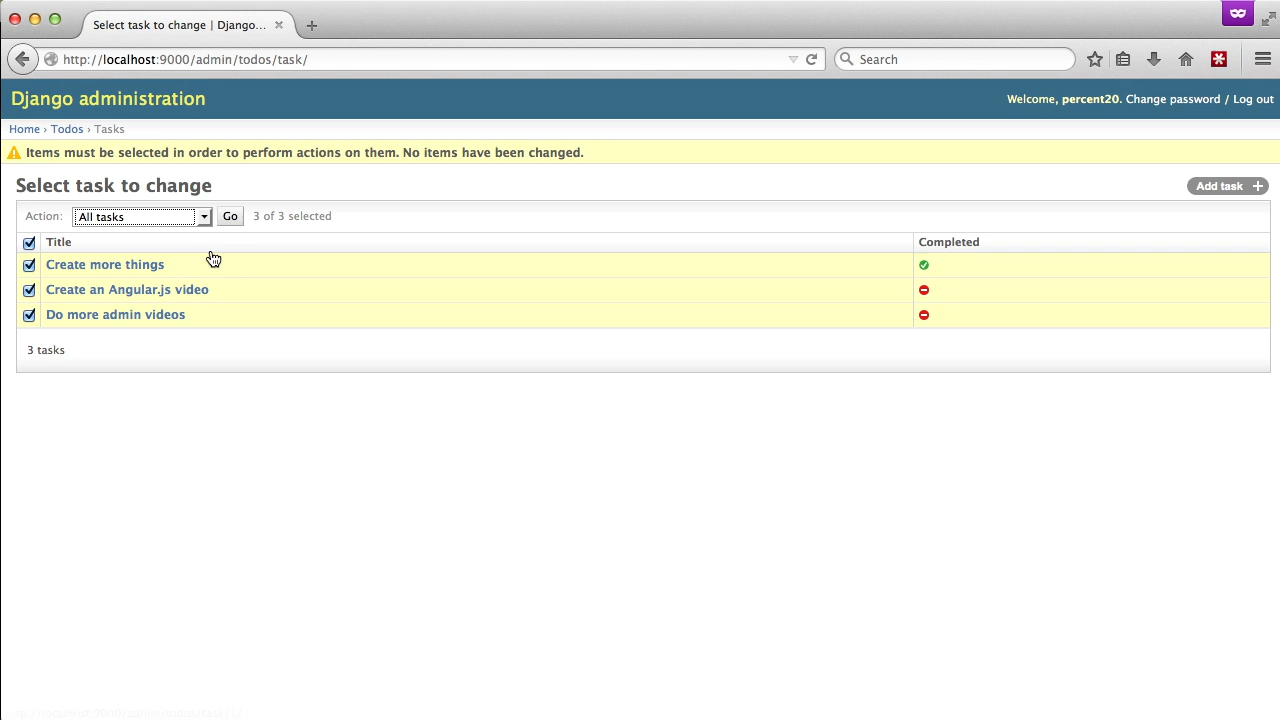 Select task to change | Django...
http://localhost:9000/admin/todos/task/
Search
Django administration
Welcome, percent20. Change password / Log out
Home › Todos › Tasks
Items must be selected in order to perform actions on them. No items have been changed.
Select task to change
Add task +
Action: All tasks Go 3 of 3 selected
Title Completed
Create more things
Create an Angular.js video
Do more admin videos
3 tasks